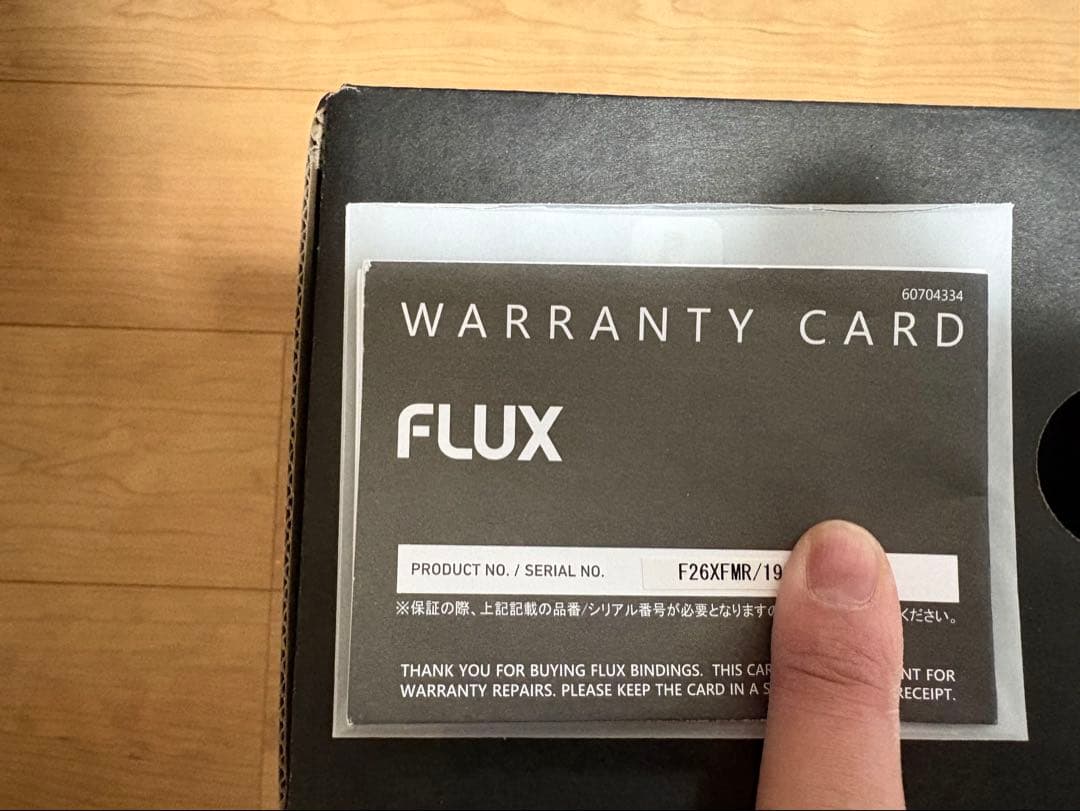 60704334
WARRANTY CARD
FLUX
PRODUCT NO. / SERIAL NO. F26XFMR/19
※保証の際、上記記載の品番/シリアル番号が必要となりますの ください。
THANK YOU FOR BUYING FLUX BINDINGS. THIS FOR
WARRANTY REPAIRS. PLEASE KEEP THE CARD IN A RECEIPT.